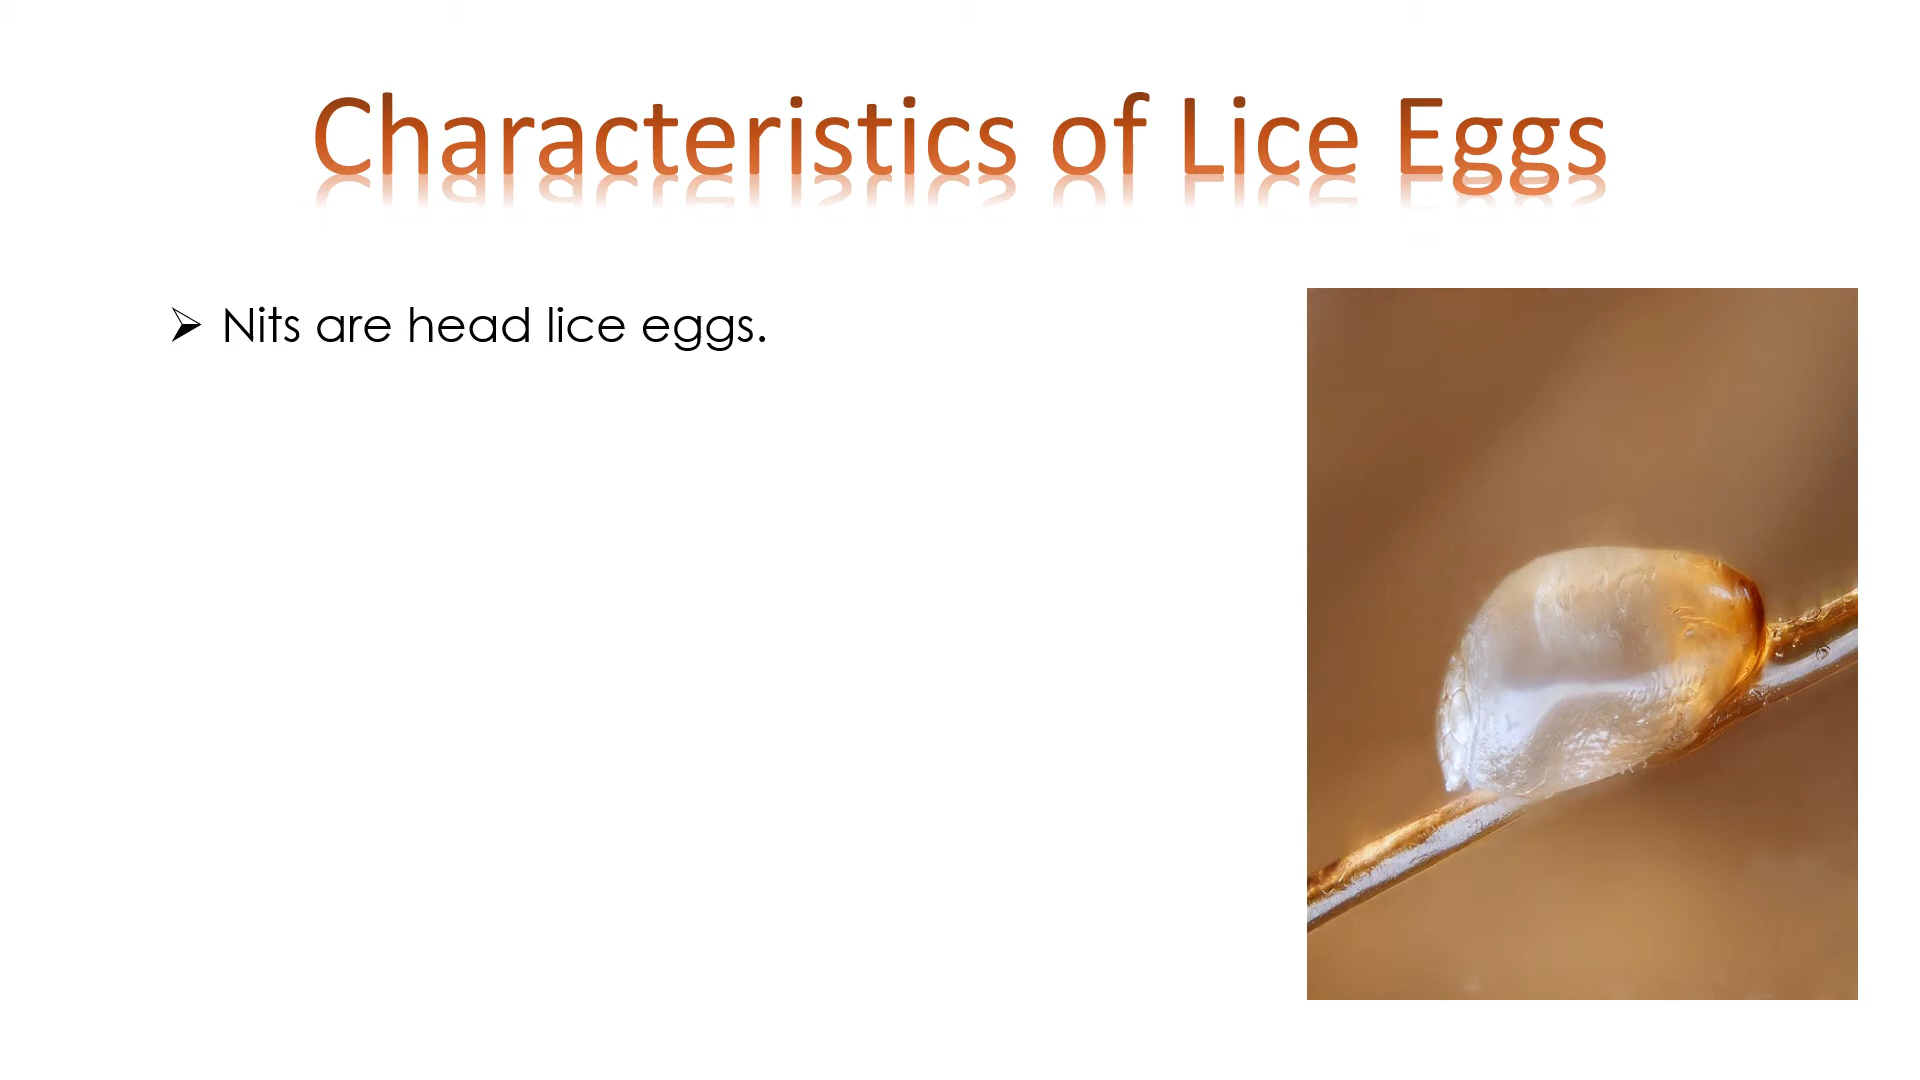 Characteristics of Lice Eggs
➢ Nits are head lice eggs.